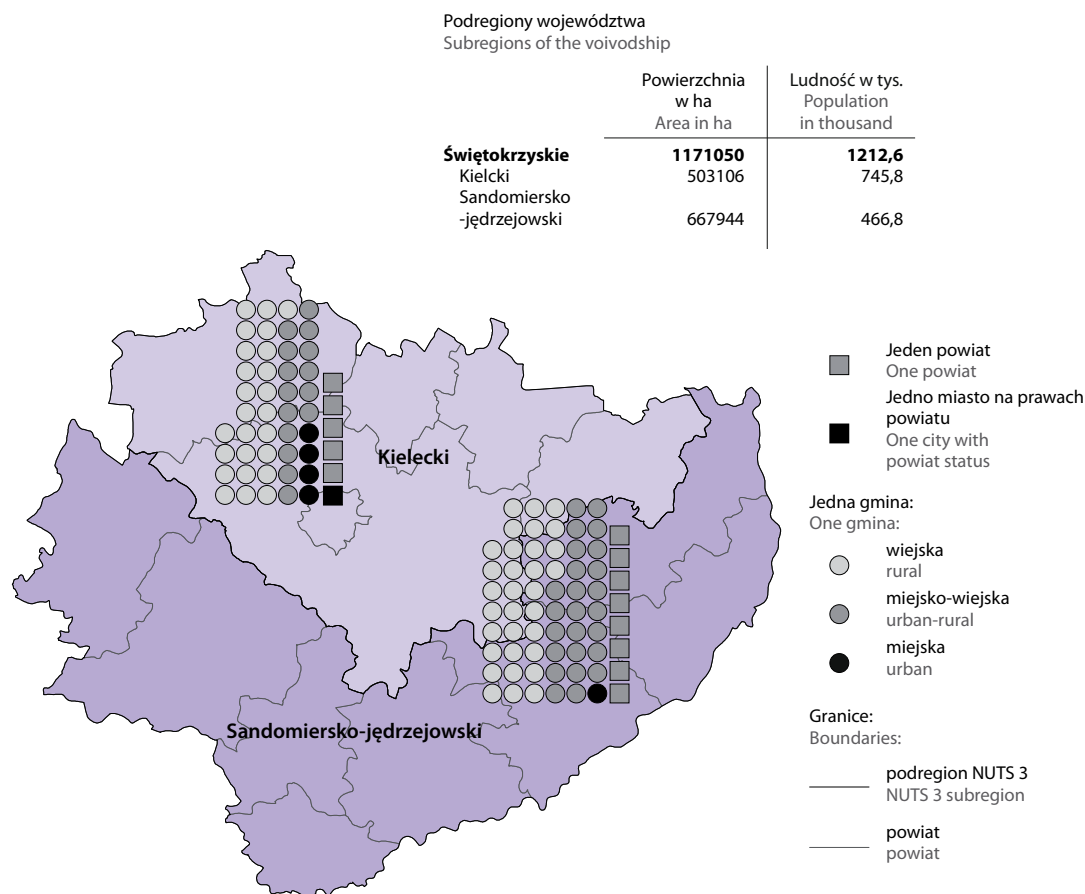 Podregiony województwa
Subregions of the voivodship
Powierzchnia
w ha
Area in ha
Ludność w tys.
Population
in thousand
Świętokrzyskie 1171050 1212,6
Kielcki 503106 745,8
Sandomiersko
-jędrzejowski 667944 466,8
Kielecki
Sandomiersko-jędrzejowski
Jeden powiat
One powiat
Jedno miasto na prawach
powiatu
One city with
powiat status
Jedna gmina:
One gmina:
wiejska
rural
miejsko-wiejska
urban-rural
miejska
urban
Granice:
Boundaries:
podregion NUTS 3
NUTS 3 subregion
powiat
powiat